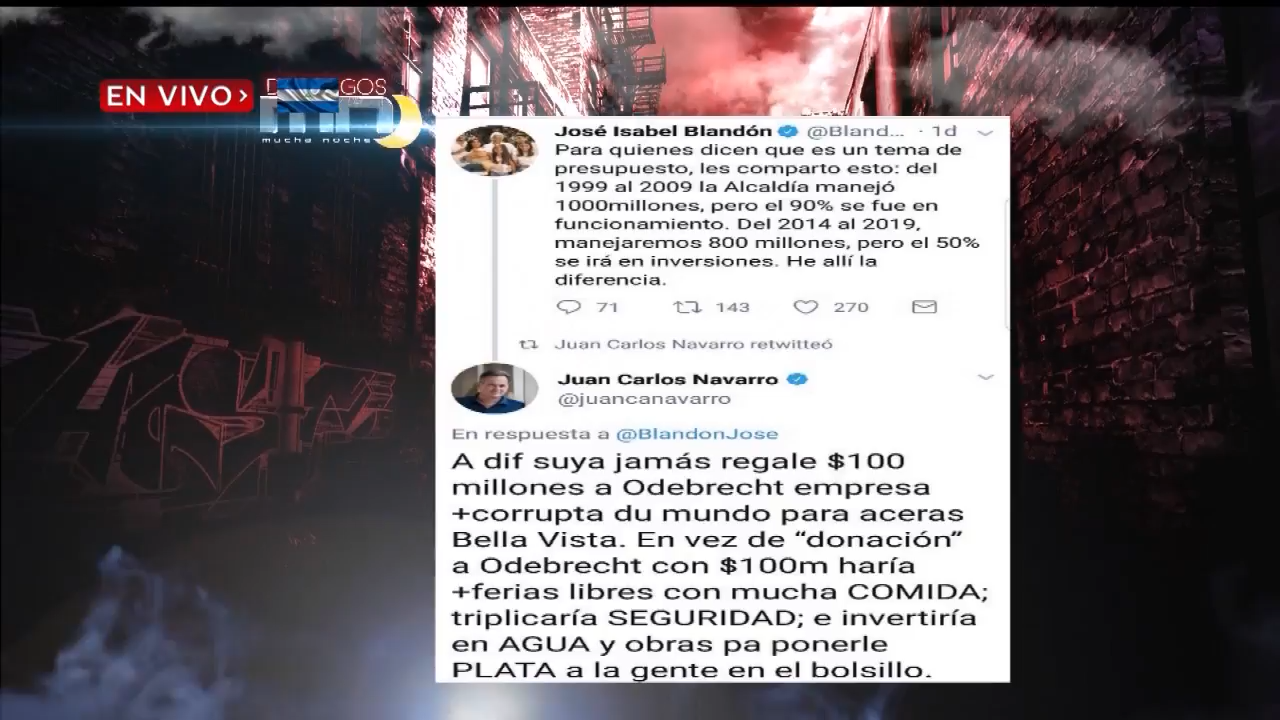 EN VIVO
GOS
mn
mucha noche
José Isabel Blandón @Bland... · 1d
Para quienes dicen que es un tema de
presupuesto, les comparto esto: del
1999 al 2009 la Alcaldía manejó
1000millones, pero el 90% se fue en
funcionamiento. Del 2014 al 2019,
manejaremos 800 millones, pero el 50%
se irá en inversiones. He allí la
diferencia.
71 143 270
Juan Carlos Navarro retwitteó
Juan Carlos Navarro
@juancanavarro
En respuesta a @BlandonJose
A dif suya jamás regale $100
millones a Odebrecht empresa
+corrupta du mundo para aceras
Bella Vista. En vez de “donación”
a Odebrecht con $100m haría
+ferias libres con mucha COMIDA;
triplicaría SEGURIDAD; e invertiría
en AGUA y obras pa ponerle
PLATA a la gente en el bolsillo.